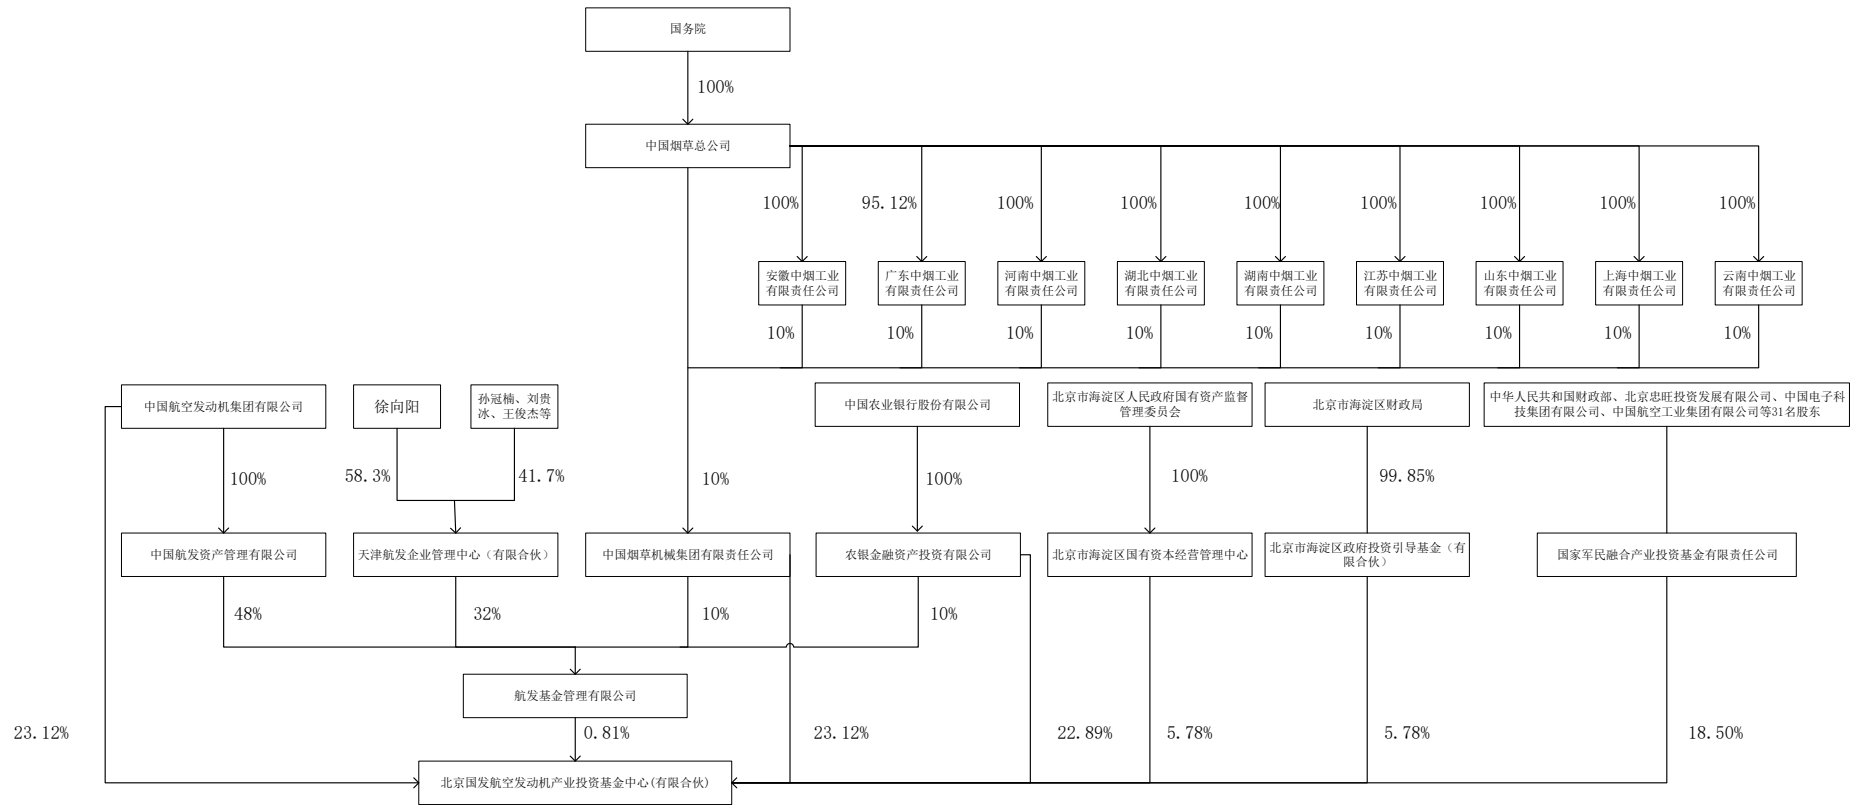 国务院
100%
中国烟草总公司
100%
95.12%
100%
100%
100%
100%
100%
100%
100%
安徽中烟工业
有限责任公司
广东中烟工业
有限责任公司
河南中烟工业
有限责任公司
湖北中烟工业
有限责任公司
湖南中烟工业
有限责任公司
江苏中烟工业
有限责任公司
山东中烟工业
有限责任公司
上海中烟工业
有限责任公司
云南中烟工业
有限责任公司
10%
10%
10%
10%
10%
10%
10%
10%
10%
中国航空发动机集团有限公司
徐向阳
孙冠楠、刘贵
冰、王俊杰等
中国农业银行股份有限公司
北京市海淀区人民政府国有资产监督
管理委员会
北京市海淀区财政局
中华人民共和国财政部、北京忠旺投资发展有限公司、中国电子科
技集团有限公司、中国航空工业集团有限公司等31名股东
100%
58.3%
41.7%
10%
100%
100%
99.85%
中国航发资产管理有限公司
天津航发企业管理中心（有限合伙）
中国烟草机械集团有限责任公司
农银金融资产投资有限公司
北京市海淀区国有资本经营管理中心
北京市海淀区政府投资引导基金（有
限合伙）
国家军民融合产业投资基金有限责任公司
48%
32%
10%
10%
航发基金管理有限公司
23.12%
0.81%
23.12%
22.89%
5.78%
5.78%
18.50%
北京国发航空发动机产业投资基金中心(有限合伙)